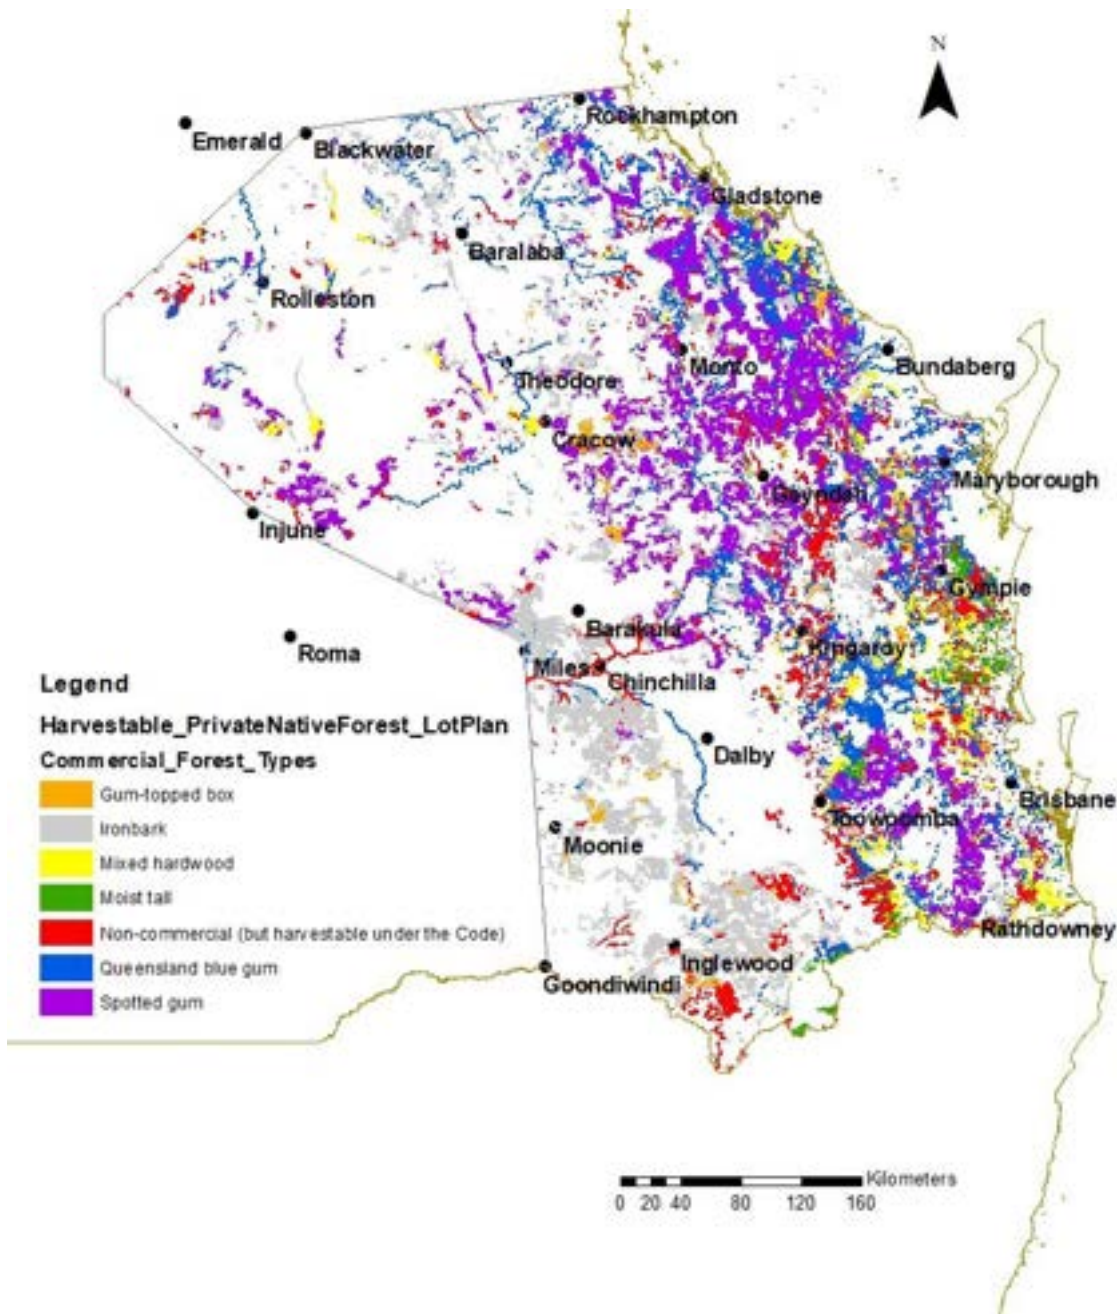 N
Rockhampton
Emerald
Blackwater
Gladstone
Baralaba
Rolleston
Monto
Bundaberg
Theodore
Cracow
Maryborough
Gayndah
Injune
Gympie
Barakula
Kingaroy
Roma
Miles
Chinchilla
Legend
Harvestable_PrivateNativeForest_LotPlan
Commercial_Forest_Types
Gum-topped box
Ironbark
Mixed hardwood
Moist tall
Non-commercial (but harvestable under the Code)
Queensland blue gum
Spotted gum
Dalby
Brisbane
Toowoomba
Moonie
Rathdowney
Inglewood
Goondiwindi
Kilometers
0 20 40 80 120 160